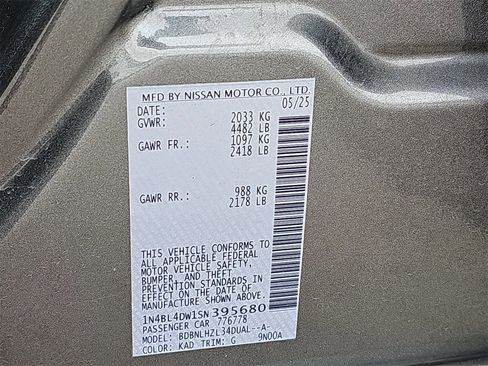 MFD BY NISSAN MOTOR CO., LTD.
DATE: 05/25
GVWR: 2033 KG
4482 LB
GAWR FR.: 1097 KG
2418 LB
GAWR RR.: 988 KG
2178 LB
THIS VEHICLE CONFORMS TO
ALL APPLICABLE FEDERAL
MOTOR VEHICLE SAFETY,
BUMPER, AND THEFT
PREVENTION STANDARDS IN
EFFECT ON THE DATE OF
MANUFACTURE SHOWN ABOVE.
1N4BL4DW1SN395680
PASSENGER CAR 776778
MODEL: BDBNLHZL34DUAL--A-
COLOR: KAD TRIM: G 9N00A